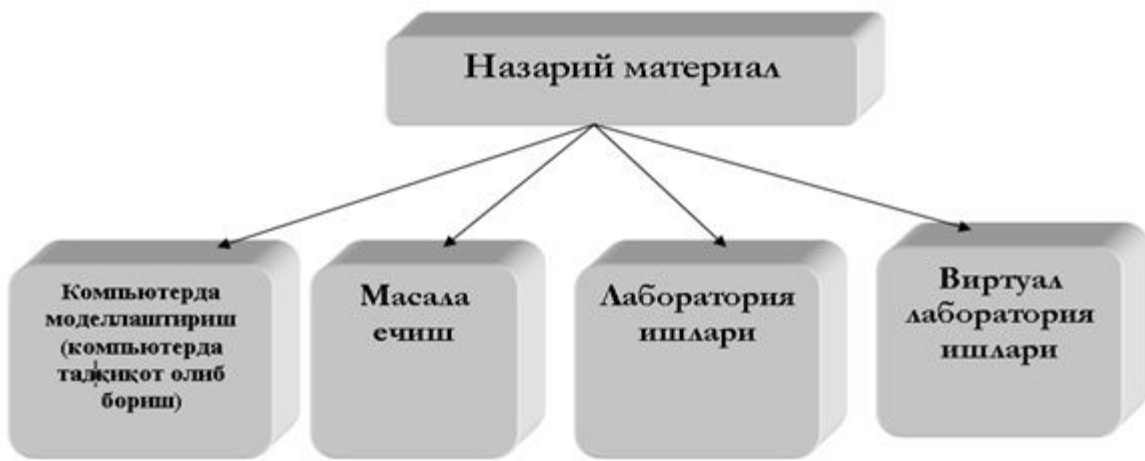 Назарий материал
Компьютерда
моделлаштириш
(компьютерда
тадқиқот олиб
бориш)
Масала
ечиш
Лаборатория
ишлари
Виртуал
лаборатория
ишлари